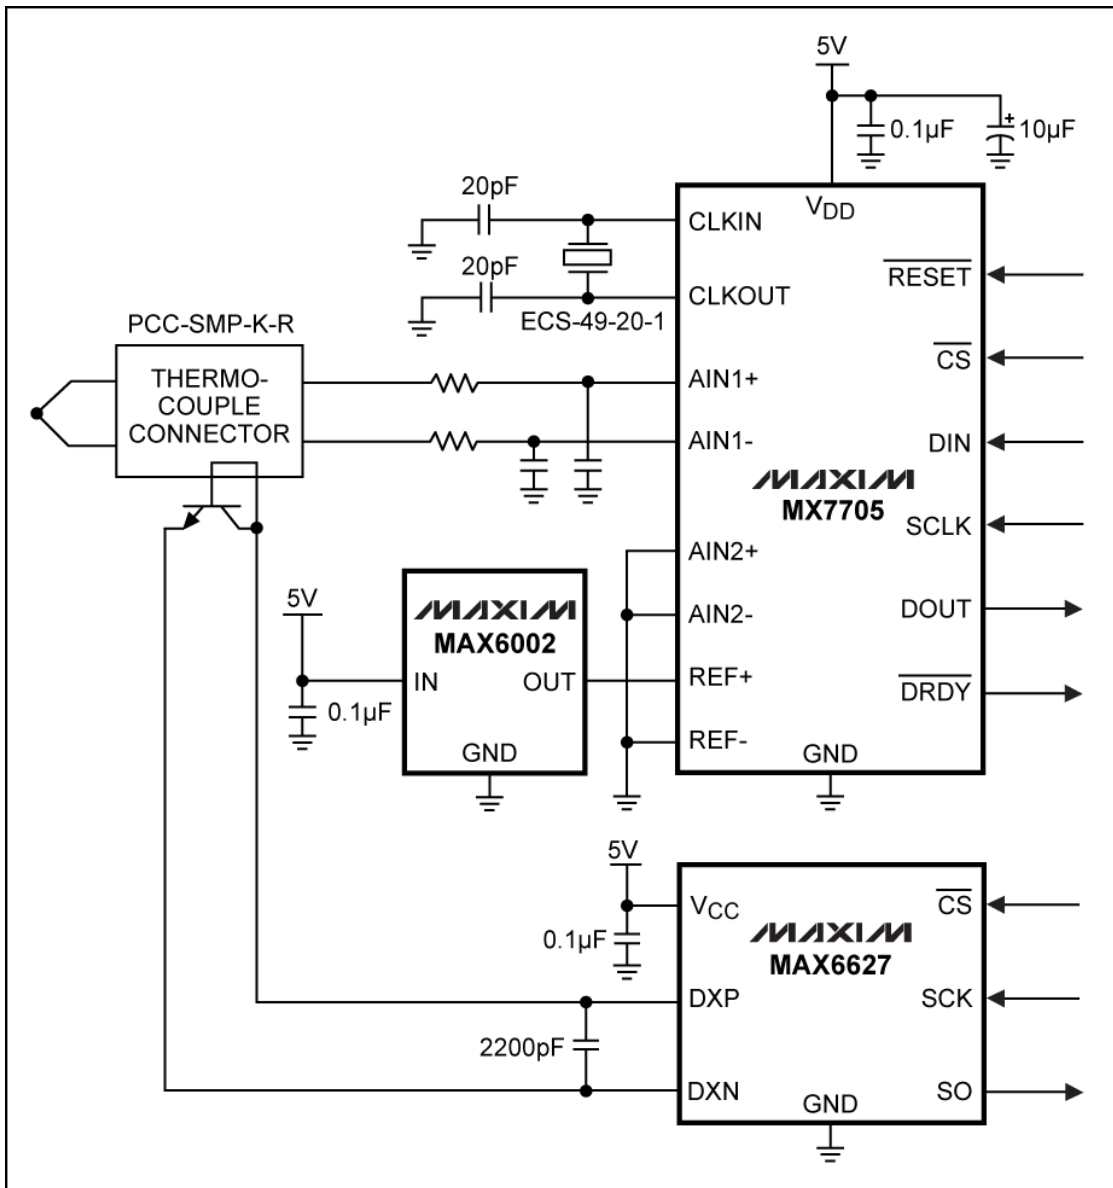 5V
0.1µF
10µF
20pF
VDD
CLKIN
RESET
20pF
CLKOUT
ECS-49-20-1
PCC-SMP-K-R
CS
THERMO-
COUPLE
CONNECTOR
AIN1+
AIN1-
DIN
MAXIM
MX7705
SCLK
AIN2+
5V
MAXIM
MAX6002
AIN2-
DOUT
IN
OUT
REF+
DRDY
0.1µF
GND
REF-
GND
5V
VCC
CS
0.1µF
MAXIM
MAX6627
DXP
SCK
2200pF
DXN
SO
GND